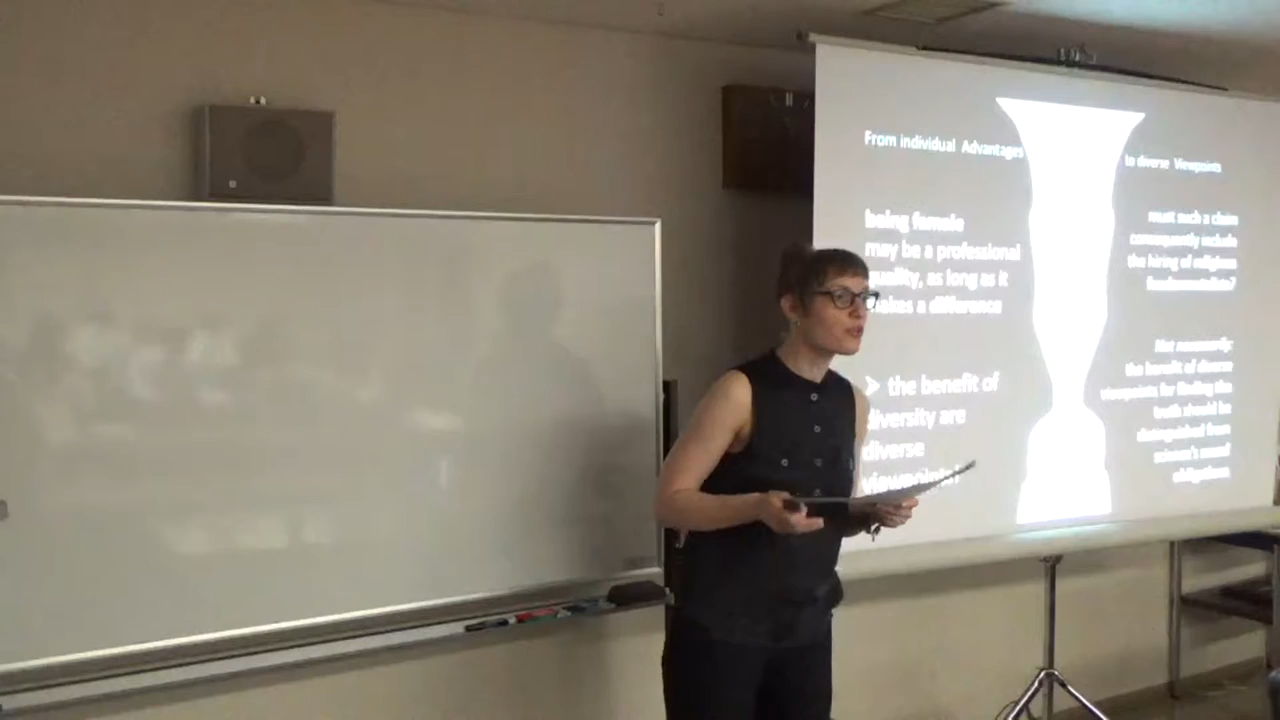 From individual Advantages
to diverse Viewpoints
being female
may be a professional
quality, as long as it
makes a difference
➤ the benefit of
diversity are
diverse
viewpoints?
must such a claim
consequently include
the hiring of religious
fundamentalists?
Not necessarily:
the benefit of diverse
viewpoints for finding the
truth should be
distinguished from
science's moral
obligations